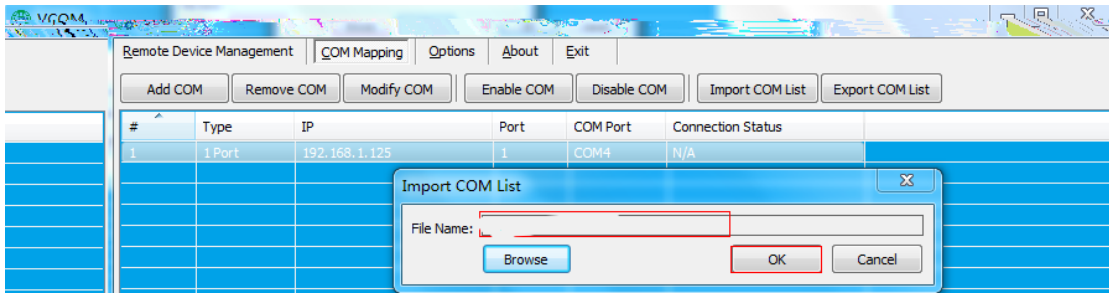 VCOM
Remote Device Management COM Mapping Options About Exit
Add COM Remove COM Modify COM Enable COM Disable COM Import COM List Export COM List
# Type IP Port COM Port Connection Status
1 1 Port 192.168.1.125 1 COM4 N/A
Import COM List
File Name:
Browse OK Cancel